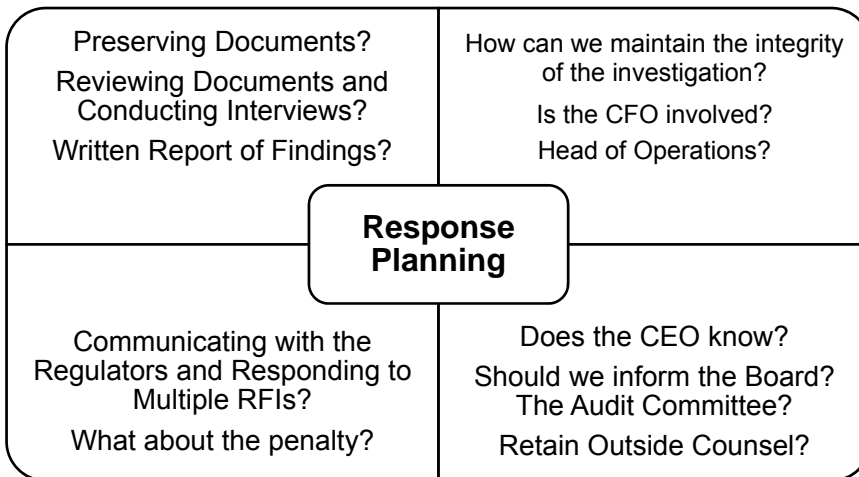 Preserving Documents?
Reviewing Documents and
Conducting Interviews?
Written Report of Findings?
How can we maintain the integrity
of the investigation?
Is the CFO involved?
Head of Operations?
Response
Planning
Communicating with the
Regulators and Responding to
Multiple RFIs?
What about the penalty?
Does the CEO know?
Should we inform the Board?
The Audit Committee?
Retain Outside Counsel?